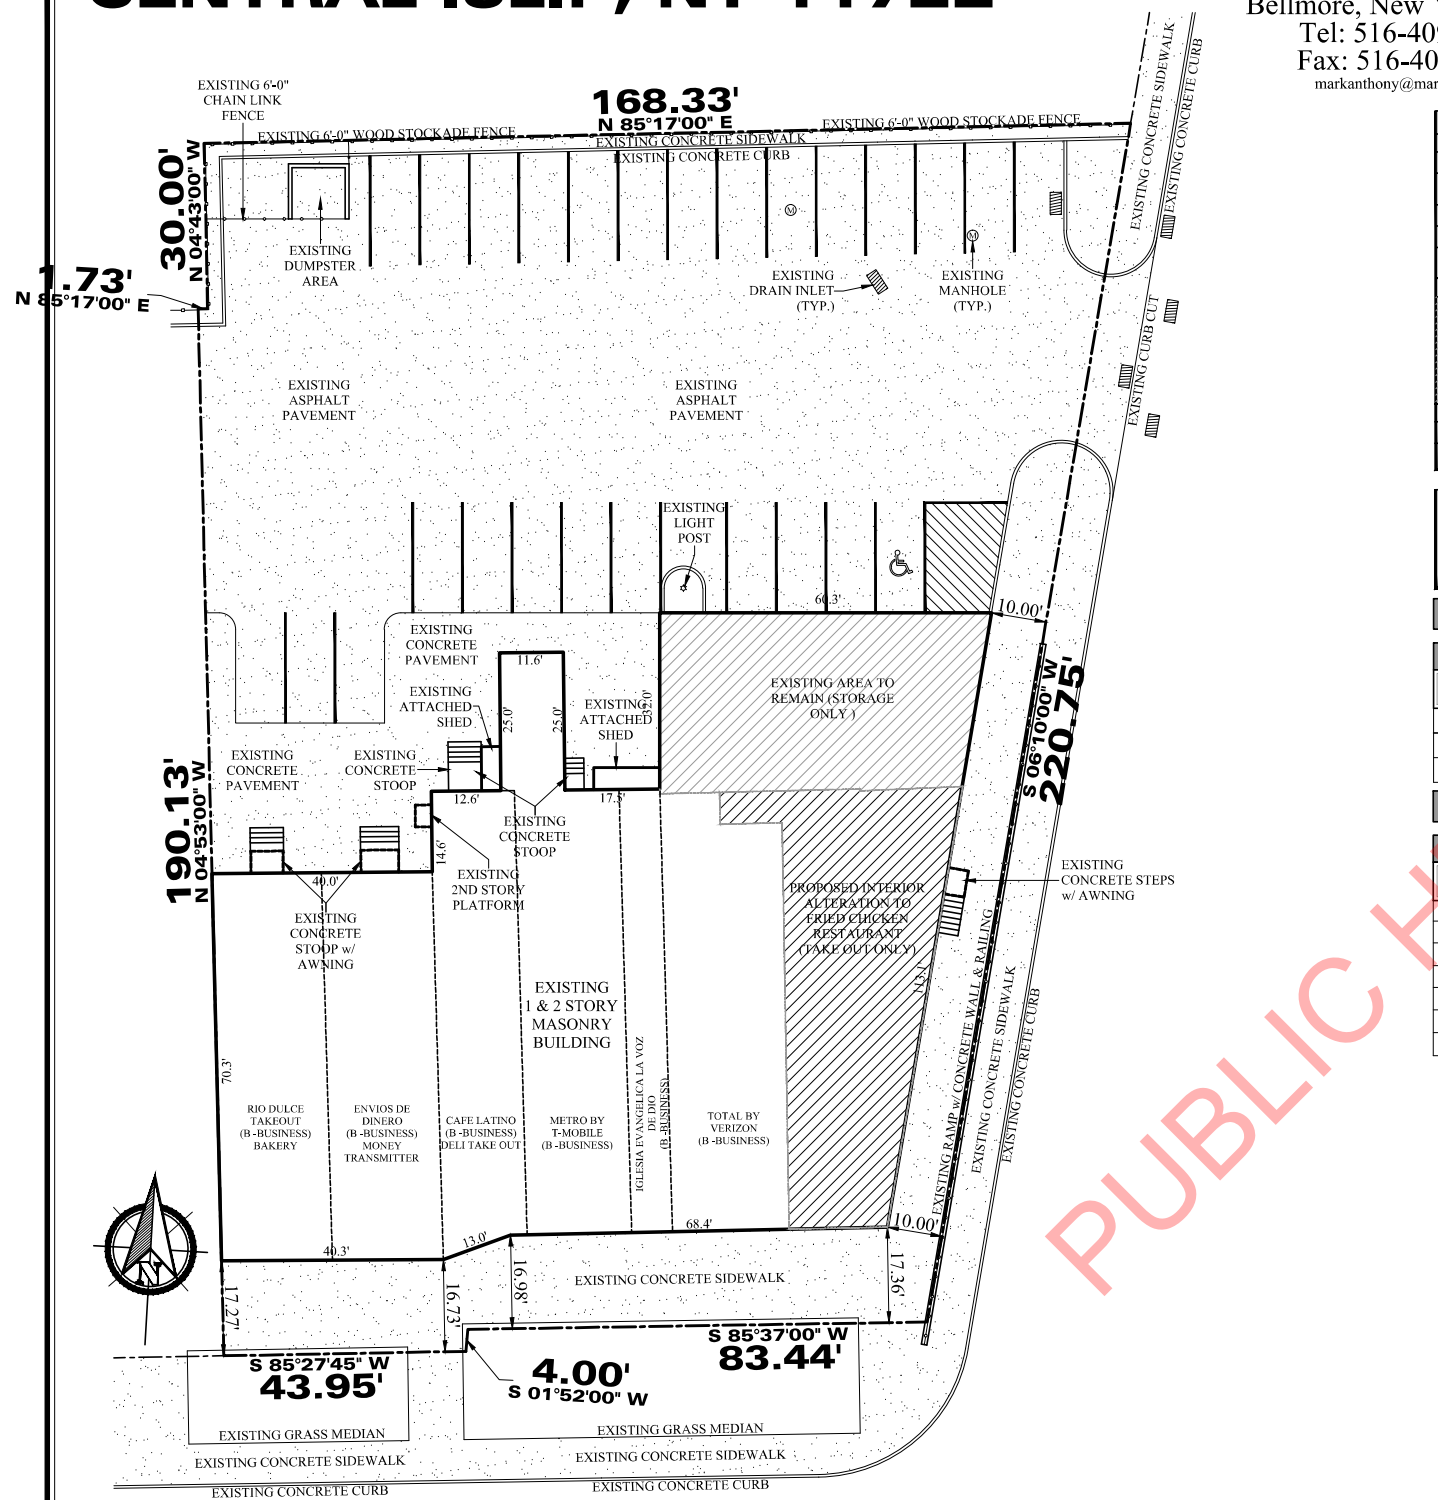 EXISTING 6'-0"
CHAIN LINK
FENCE
168.33'
N 85°17'00" E
EXISTING 6'-0" WOOD STOCKADE FENCE
EXISTING 6'-0" WOOD STOCKADE FENCE
EXISTING CONCRETE SIDEWALK
EXISTING CONCRETE CURB
Bellmore, New
Tel: 516-40
Fax: 516-40
EXISTING CONCRETE SIDEWALK
EXISTING CONCRETE CURB
30.00'
N 04°43'00" W
1.73'
N 85°17'00" E
EXISTING
DUMPSTER
AREA
EXISTING
DRAIN INLET
(TYP.)
M
M
EXISTING
MANHOLE
(TYP.)
EXISTING CURB CUT
EXISTING
ASPHALT
PAVEMENT
EXISTING
ASPHALT
PAVEMENT
EXISTING
LIGHT
POST
60.3'
10.00'
EXISTING
CONCRETE
PAVEMENT
11.6'
25.0'
25.0'
32.0'
EXISTING
ATTACHED
SHED
EXISTING
ATTACHED
SHED
EXISTING AREA TO
REMAIN (STORAGE
ONLY )
S 06°10'00" W
220.75'
190.13'
N 04°53'00" W
EXISTING
CONCRETE
PAVEMENT
EXISTING
CONCRETE
STOOP
12.6'
17.5'
EXISTING
CONCRETE
STOOP
14.6'
EXISTING
2ND STORY
PLATFORM
40.0'
EXISTING
CONCRETE
STOOP w/
AWNING
PROPOSED INTERIOR
ALTERATION TO
FRIED CHICKEN
RESTAURANT
(TAKE OUT ONLY)
EXISTING
CONCRETE STEPS
w/ AWNING
113.1'
EXISTING
1 & 2 STORY
MASONRY
BUILDING
70.3'
RIO DULCE
TAKEOUT
(B -BUSINESS)
BAKERY
ENVIOS DE
DINERO
(B -BUSINESS)
MONEY
TRANSMITTER
CAFE LATINO
(B -BUSINESS)
DELI TAKE OUT
METRO BY
T-MOBILE
(B -BUSINESS)
IGLESIA EVANGELICA LA VOZ
DE DIO
(B -BUSINESS)
TOTAL BY
VERIZON
(B -BUSINESS)
EXISTING RAMP w/ CONCRETE WALL & RAILING
EXISTING CONCRETE SIDEWALK
EXISTING CONCRETE CURB
PUBLIC H
N
40.3'
13.0'
68.4'
10.00'
17.27'
16.73'
16.98'
17.36'
EXISTING CONCRETE SIDEWALK
S 85°27'45" W
43.95'
4.00'
S 01°52'00" W
S 85°37'00" W
83.44'
EXISTING GRASS MEDIAN
EXISTING GRASS MEDIAN
EXISTING CONCRETE SIDEWALK
EXISTING CONCRETE SIDEWALK
EXISTING CONCRETE CURB
EXISTING CONCRETE CURB